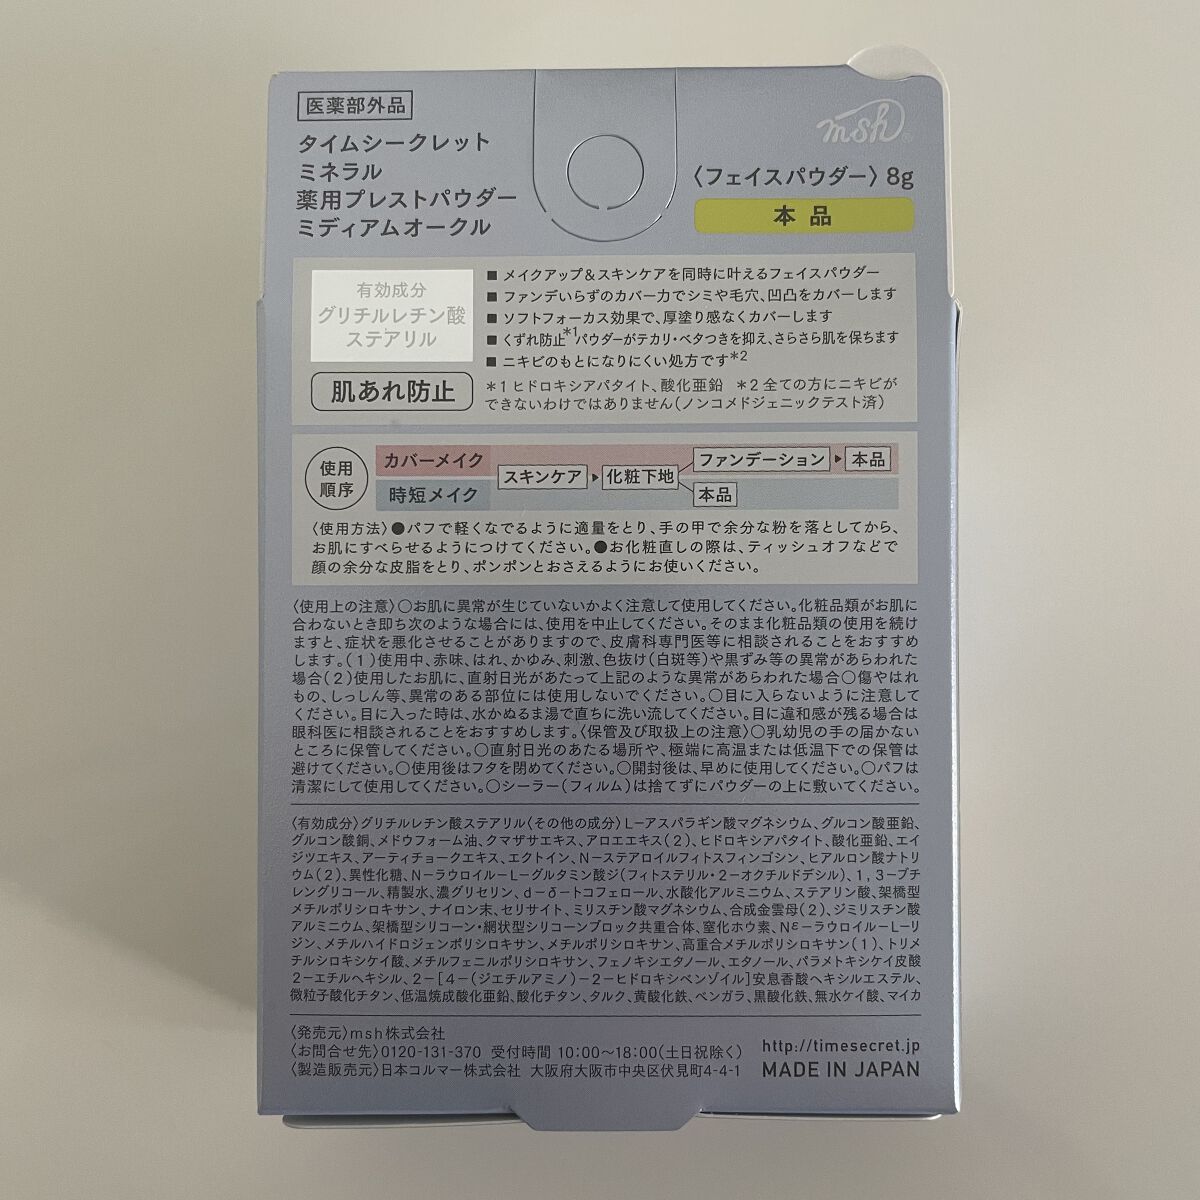 医薬部外品
タイムシークレット
ミネラル
薬用プレストパウダー
ミディアムオークル
msh
〈フェイスパウダー〉8g
本品
有効成分
グリチルレチン酸
ステアリル
肌あれ防止
■ メイクアップ&スキンケアを同時に叶えるフェイスパウダー
■ ファンデいらずのカバー力でシミや毛穴、凹凸をカバーします
■ ソフトフォーカス効果で、厚塗り感なくカバーします
■ くずれ防止*1パウダーがテカリ・ベタつきを抑え、さらさら肌を保ちます
■ ニキビのもとになりにくい処方です*2
*1 ヒドロキシアパタイト、酸化亜鉛 *2 全ての方にニキビが
できないわけではありません(ノンコメドジェニックテスト済)
使用
順序
カバーメイク
時短メイク
スキンケア
化粧下地
ファンデーション
本品
本品
〈使用方法〉●パフで軽くなでるように適量をとり、手の甲で余分な粉を落としてから、
お肌にすべらせるようにつけてください。●お化粧直しの際は、ティッシュオフなどで
顔の余分な皮脂をとり、ポンポンとおさえるようにお使いください。
〈使用上の注意〉○お肌に異常が生じていないかよく注意して使用してください。化粧品類がお肌に
合わないとき即ち次のような場合には、使用を中止してください。そのまま化粧品類の使用を続け
ますと、症状を悪化させることがありますので、皮膚科専門医等に相談されることをおすすめ
します。(1)使用中、赤味、はれ、かゆみ、刺激、色抜け(白斑等)や黒ずみ等の異常があらわれた
場合(2)使用したお肌に、直射日光があたって上記のような異常があらわれた場合○傷やはれ
もの、しっしん等、異常のある部位には使用しないでください。○目に入らないように注意して
ください。目に入った時は、水かぬるま湯で直ちに洗い流してください。目に違和感が残る場合は
眼科医に相談されることをおすすめします。〈保管及び取扱上の注意〉○乳幼児の手の届かない
ところに保管してください。○直射日光のあたる場所や、極端に高温または低温下での保管は
避けてください。○使用後はフタを閉めてください。○開封後は、早めに使用してください。○パフは
清潔にして使用してください。○シーラー(フィルム)は捨てずにパウダーの上に敷いてください。
〈有効成分〉グリチルレチン酸ステアリル〈その他の成分〉L-アスパラギン酸マグネシウム、グルコン酸亜鉛、
グルコン酸銅、メドウフォーム油、クマザサエキス、アロエエキス(2)、ヒドロキシアパタイト、酸化亜鉛、エイ
ジツエキス、アーティチョークエキス、エクトイン、N-ステアロイルフィトスフィンゴシン、ヒアルロン酸ナトリ
ウム(2)、異性化糖、N-ラウロイル-L-グルタミン酸ジ(フィトステリル・2-オクチルドデシル)、1,3-ブチ
レングリコール、精製水、濃グリセリン、d-δ-トコフェロール、水酸化アルミニウム、ステアリン酸、架橋型
メチルポリシロキサン、ナイロン末、セリサイト、ミリスチン酸マグネシウム、合成金雲母(2)、ジミリスチン酸
アルミニウム、架橋型シリコーン・網状型シリコーンブロック共重合体、窒化ホウ素、Nε-ラウロイル-L-リ
ジン、メチルハイドロジェンポリシロキサン、メチルポリシロキサン、高重合メチルポリシロキサン(1)、トリメ
チルシロキシケイ酸、メチルフェニルポリシロキサン、フェノキシエタノール、エタノール、パラメトキシケイ皮酸
2-エチルヘキシル、2-[4-(ジエチルアミノ)-2-ヒドロキシベンゾイル]安息香酸ヘキシルエステル、
微粒子酸化チタン、低温焼成酸化亜鉛、酸化チタン、タルク、黄酸化鉄、ベンガラ、黒酸化鉄、無水ケイ酸、マイカ
〈発売元〉msh株式会社
〈お問合せ先〉0120-131-370 受付時間 10:00〜18:00(土日祝除く)
〈製造販売元〉日本コルマー株式会社 大阪府大阪市中央区伏見町4-4-1
http://timesecret.jp
MADE IN JAPAN